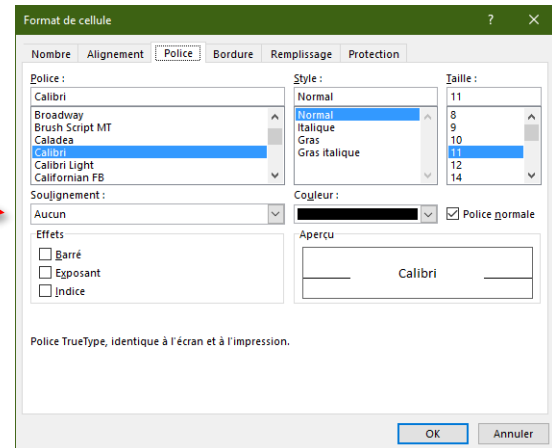 Format de cellule ? ×
Nombre Alignement Police Bordure Remplissage Protection
Police : Style : Taille :
Calibri Normal 11
Broadway Normal 8
Brush Script MT Italique 9
Caladea Gras 10
Calibri Gras italique 11
Calibri Light 12
Californian FB 14
Soulignement : Couleur :
Aucun Police normale
Effets Aperçu
Barré
Exposant Calibri
Indice
Police TrueType, identique à l'écran et à l'impression.
OK Annuler